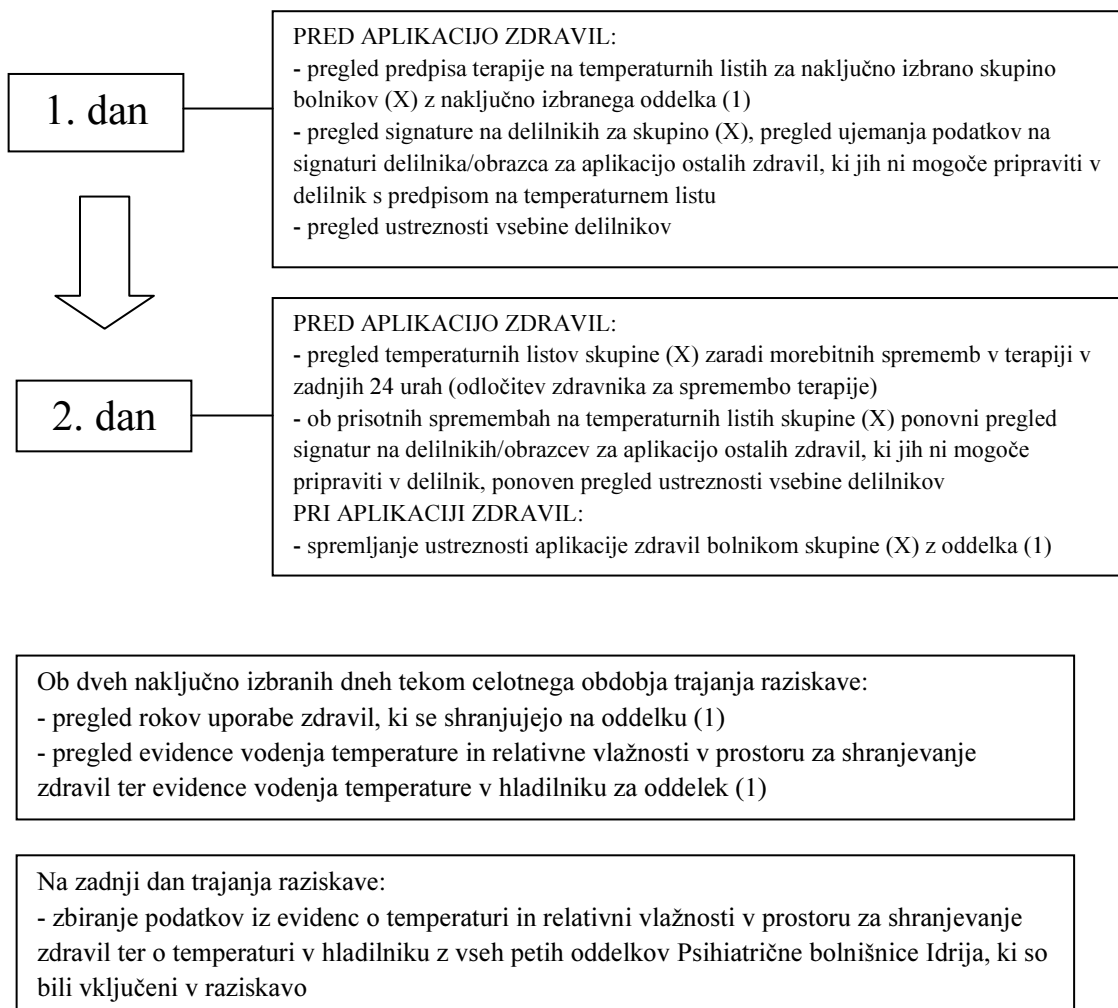 1. dan
PRED APLIKACIJO ZDRAVIL:
- pregled predpisa terapije na temperaturnih listih za naključno izbrano skupino
bolnikov (X) z naključno izbranega oddelka (1)
- pregled signature na delilnikih za skupino (X), pregled ujemanja podatkov na
signaturi delilnika/obrazca za aplikacijo ostalih zdravil, ki jih ni mogoče pripraviti v
delilnik s predpisom na temperaturnem listu
- pregled ustreznosti vsebine delilnikov
2. dan
PRED APLIKACIJO ZDRAVIL:
- pregled temperaturnih listov skupine (X) zaradi morebitnih sprememb v terapiji v
zadnjih 24 urah (odločitev zdravnika za spremembo terapije)
- ob prisotnih spremembah na temperaturnih listih skupine (X) ponovni pregled
signatur na delilnikih/obrazcev za aplikacijo ostalih zdravil, ki jih ni mogoče
pripraviti v delilnik, ponoven pregled ustreznosti vsebine delilnikov
PRI APLIKACIJI ZDRAVIL:
- spremljanje ustreznosti aplikacije zdravil bolnikom skupine (X) z oddelka (1)
Ob dveh naključno izbranih dneh tekom celotnega obdobja trajanja raziskave:
- pregled rokov uporabe zdravil, ki se shranjujejo na oddelku (1)
- pregled evidence vodenja temperature in relativne vlažnosti v prostoru za shranjevanje
zdravil ter evidence vodenja temperature v hladilniku za oddelek (1)
Na zadnji dan trajanja raziskave:
- zbiranje podatkov iz evidenc o temperaturi in relativni vlažnosti v prostoru za shranjevanje
zdravil ter o temperaturi v hladilniku z vseh petih oddelkov Psihiatrične bolnišnice Idrija, ki so
bili vključeni v raziskavo